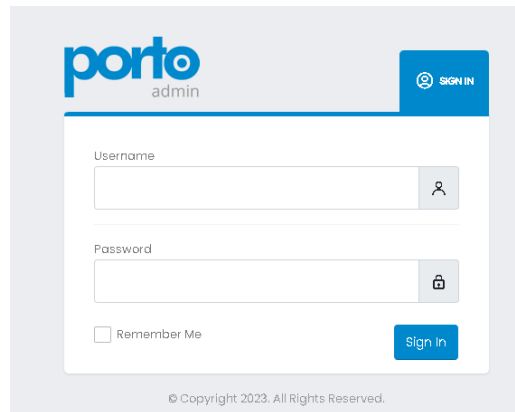 porto
admin
SIGN IN
Username
Password
Remember Me
Sign In
© Copyright 2023. All Rights Reserved.